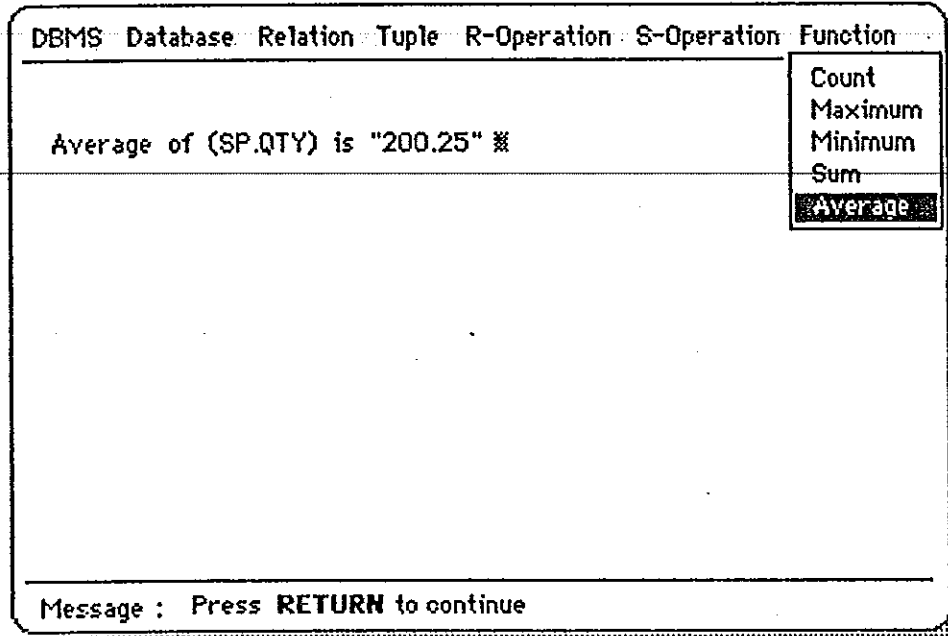 DBMS Database Relation Tuple R-Operation S-Operation Function
Count
Maximum
Average of (SP.QTY) is "200.25"
Minimum
Sum
Average
Message : Press RETURN to continue